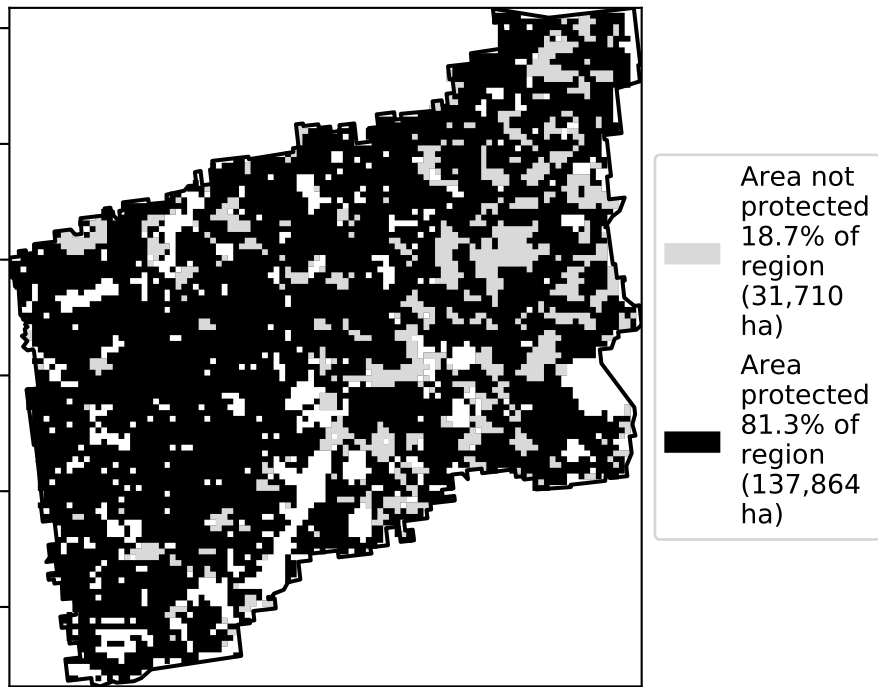 Area not
protected
18.7% of
region
(31,710
ha)
Area
protected
81.3% of
region
(137,864
ha)